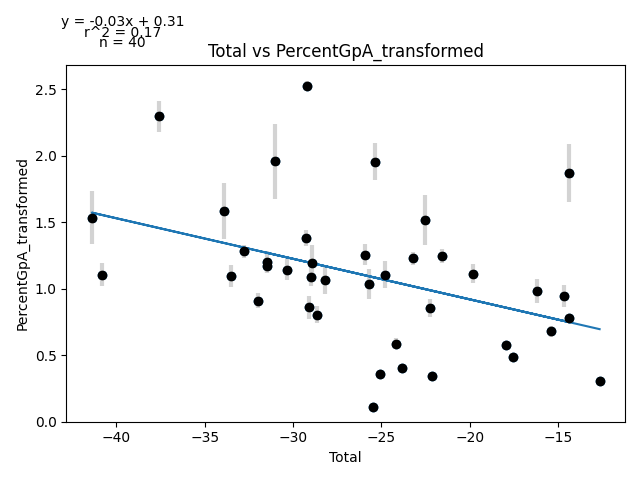 y = -0.03x + 0.31
r^2 = 0.17
n = 40
Total vs PercentGpA_transformed
PercentGpA_transformed
2.5
2.0
1.5
1.0
0.5
0.0
−40
−35
−30
−25
−20
−15
Total